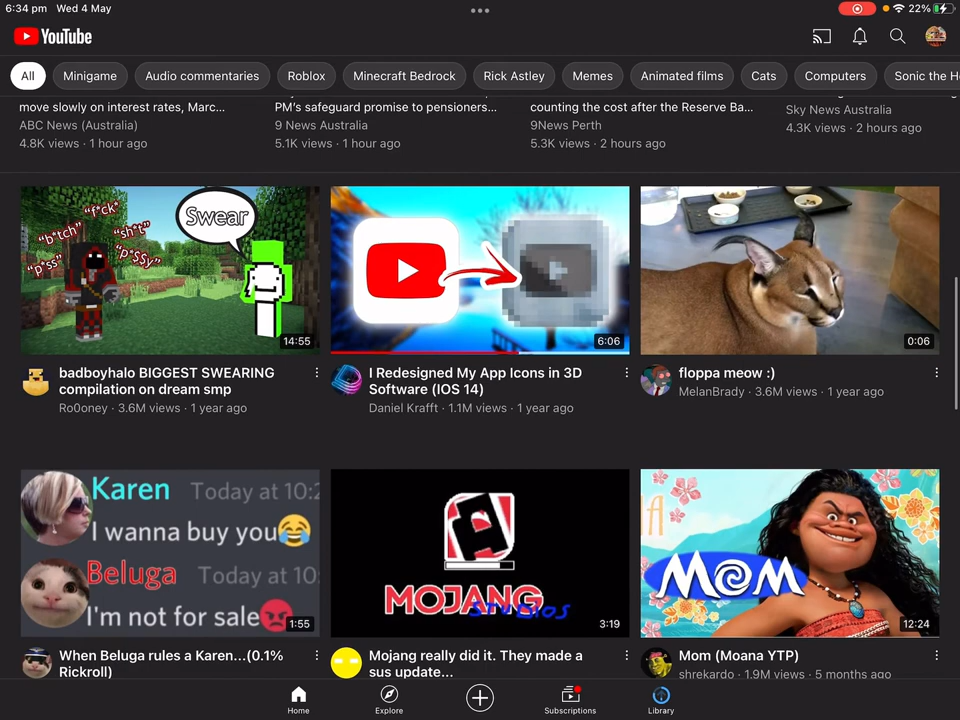 6:34 pm Wed 4 May
22%
YouTube
All Minigame Audio commentaries Roblox Minecraft Bedrock Rick Astley Memes Animated films Cats Computers Sonic the H
move slowly on interest rates, Marc...
ABC News (Australia)
4.8K views · 1 hour ago
PM's safeguard promise to pensioners...
9 News Australia
5.1K views · 1 hour ago
counting the cost after the Reserve Ba...
9News Perth
5.3K views · 2 hours ago
Sky News Australia
4.3K views · 2 hours ago
"f*ck"
"b*tch"
"sh*t"
"p*ss"
"p*$$y"
Swear
14:55
badboyhalo BIGGEST SWEARING
compilation on dream smp
Ro0oney · 3.6M views · 1 year ago
6:06
I Redesigned My App Icons in 3D
Software (IOS 14)
Daniel Krafft · 1.1M views · 1 year ago
0:06
floppa meow :)
MelanBrady · 3.6M views · 1 year ago
Karen Today at 10:2
I wanna buy you😂
Beluga Today at 10:
I'm not for sale😡
1:55
When Beluga rules a Karen...(0.1%
Rickroll)
MOJANG
STUDIOS
3:19
Mojang really did it. They made a
sus update...
MOM
12:24
Mom (Moana YTP)
shrekardo · 1.9M views · 5 months ago
Home Explore Subscriptions Library